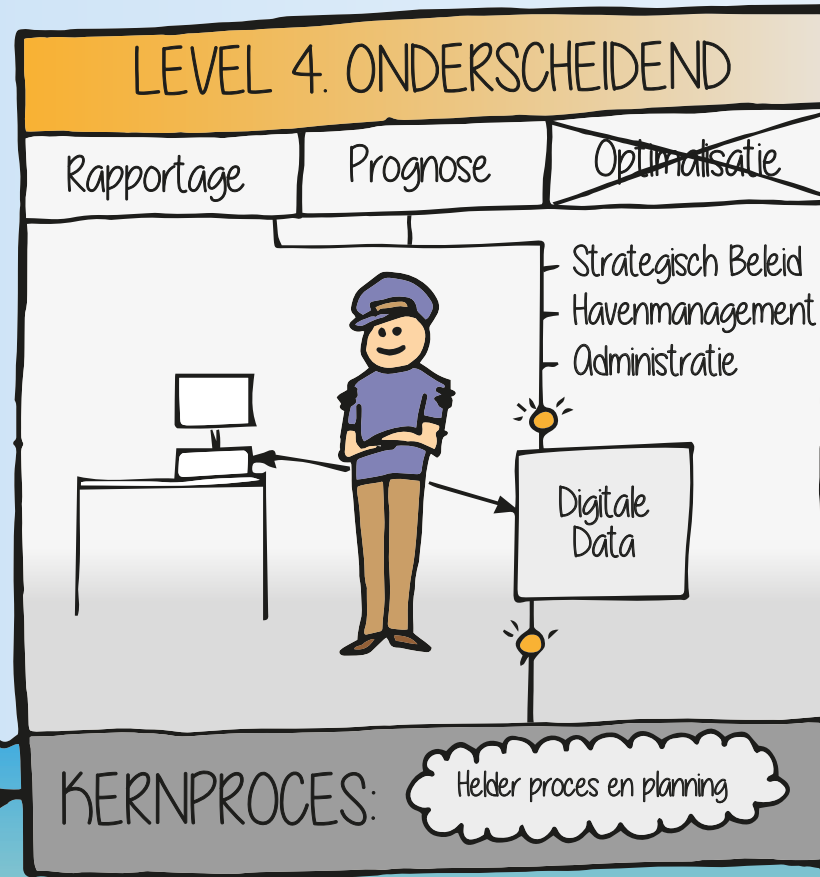 LEVEL 4. ONDERSCHEIDEND
Rapportage
Prognose
Optimalisatie
Strategisch Beleid
Havenmanagement
Administratie
Digitale
Data
KERNPROCES:
Helder proces en planning